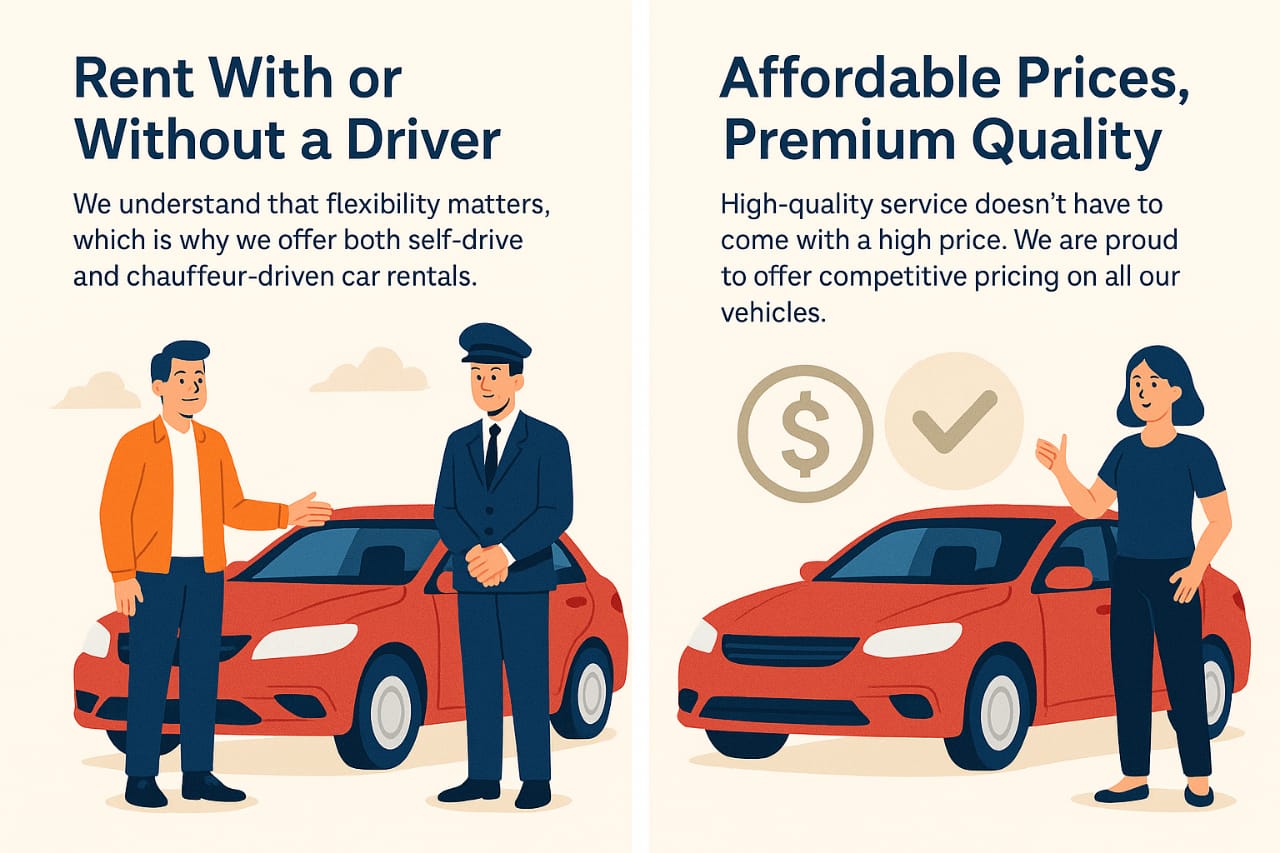 Rent With or
Without a Driver
We understand that flexibility matters,
which is why we offer both self-drive
and chauffeur-driven car rentals.
Affordable Prices,
Premium Quality
High-quality service doesn’t have to
come with a high price. We are proud
to offer competitive pricing on all our
vehicles.
$